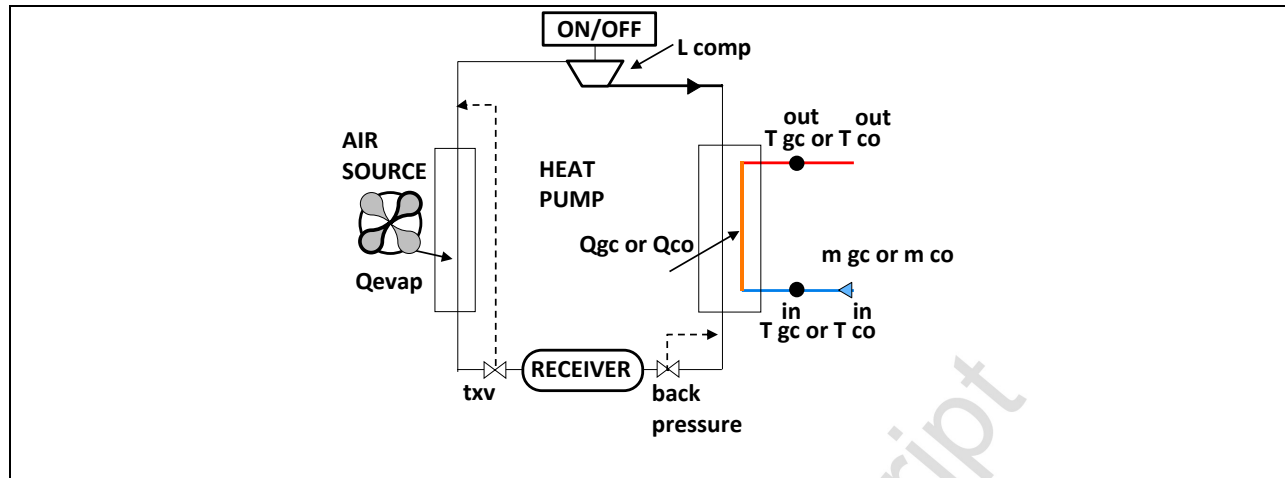 ON/OFF
L comp
out out
T gc or T co
AIR
SOURCE
HEAT
PUMP
Qgc or Qco
m gc or m co
Qevap
in in
T gc or T co
RECEIVER
txv
back
pressure
ript